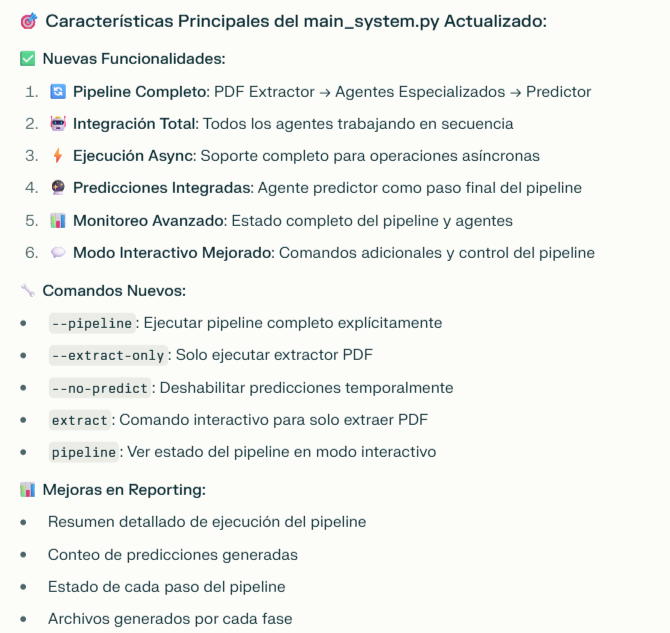 🎯 Características Principales del main_system.py Actualizado:
✅ Nuevas Funcionalidades:
1. 🔄 Pipeline Completo: PDF Extractor → Agentes Especializados → Predictor
2. 🤖 Integración Total: Todos los agentes trabajando en secuencia
3. ⚡ Ejecución Async: Soporte completo para operaciones asíncronas
4. 🔮 Predicciones Integradas: Agente predictor como paso final del pipeline
5. 📊 Monitoreo Avanzado: Estado completo del pipeline y agentes
6. 💬 Modo Interactivo Mejorado: Comandos adicionales y control del pipeline
🔧 Comandos Nuevos:
• --pipeline: Ejecutar pipeline completo explícitamente
• --extract-only: Solo ejecutar extractor PDF
• --no-predict: Deshabilitar predicciones temporalmente
• extract: Comando interactivo para solo extraer PDF
• pipeline: Ver estado del pipeline en modo interactivo
📊 Mejoras en Reporting:
• Resumen detallado de ejecución del pipeline
• Conteo de predicciones generadas
• Estado de cada paso del pipeline
• Archivos generados por cada fase